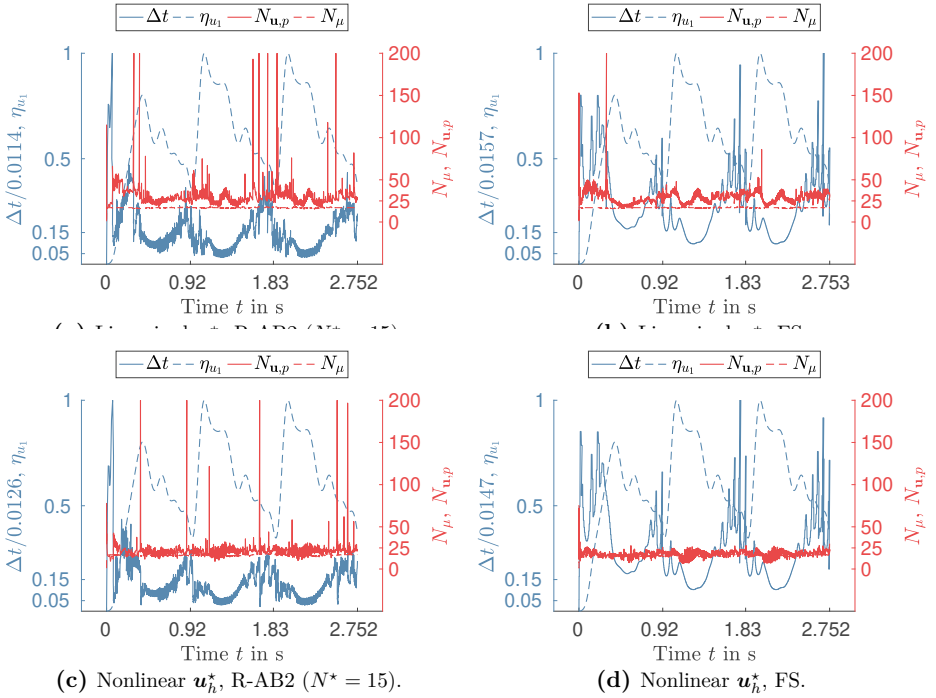 Δt η_{u_1} N_{u,p} N_μ
Δt η_{u_1} N_{u,p} N_μ
1
0.5
0.15
0.05
Δt/0.0114, η_{u_1}
200
150
100
50
25
0
N_μ, N_{u,p}
0 0.92 1.83 2.752
Time t in s
1
0.5
0.15
0.05
Δt/0.0157, η_{u_1}
200
150
100
50
25
0
N_μ, N_{u,p}
0 0.92 1.83 2.752
Time t in s
R-AB2 (N* = 15)
FS
Δt η_{u_1} N_{u,p} N_μ
Δt η_{u_1} N_{u,p} N_μ
1
0.5
0.15
0.05
Δt/0.0126, η_{u_1}
200
150
100
50
25
0
N_μ, N_{u,p}
0 0.92 1.83 2.752
Time t in s
(c) Nonlinear u_h^⋆, R-AB2 (N^⋆ = 15).
1
0.5
0.15
0.05
Δt/0.0147, η_{u_1}
200
150
100
50
25
0
N_μ, N_{u,p}
0 0.92 1.83 2.752
Time t in s
(d) Nonlinear u_h^⋆, FS.